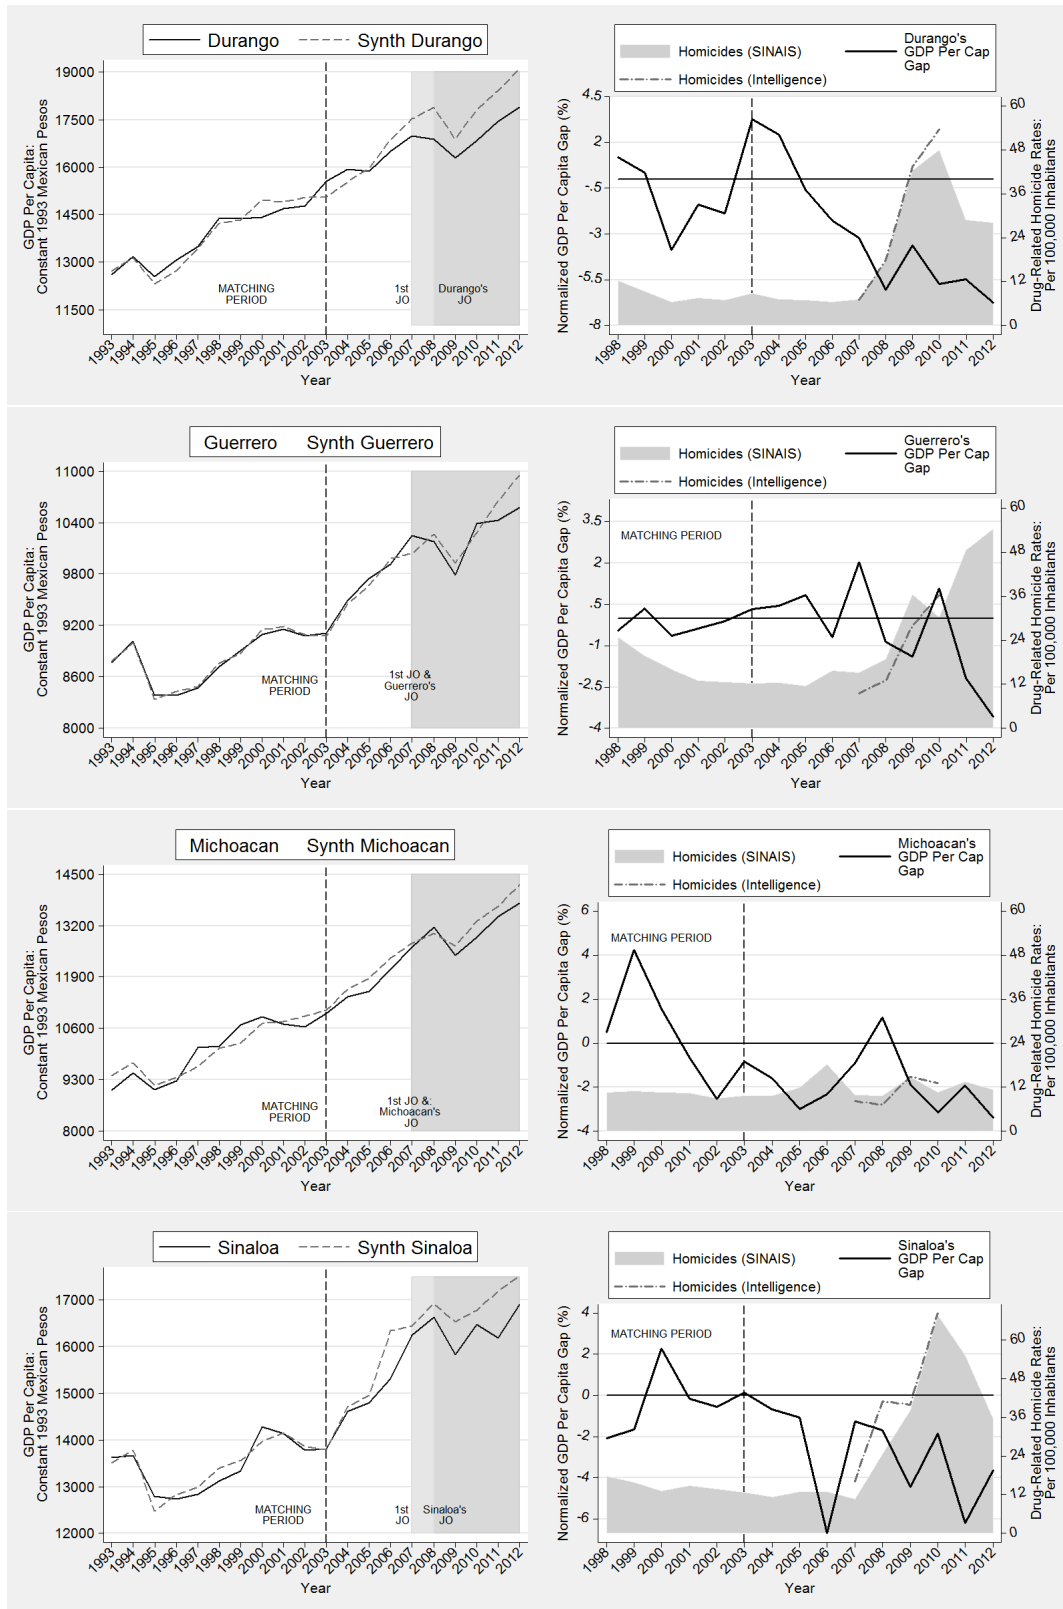 Durango Synth Durango
GDP Per Capita:
Constant 1993 Mexican Pesos
19000
17500
16000
14500
13000
11500
MATCHING
PERIOD
1st
JO
Durango's
JO
1993 1994 1995 1996 1997 1998 1999 2000 2001 2002 2003 2004 2005 2006 2007 2008 2009 2010 2011 2012
Year
Homicides (SINAIS)
Durango's
GDP Per Cap
Gap
Homicides (Intelligence)
Normalized GDP Per Capita Gap (%)
4.5
2
-.5
-3
-5.5
-8
60
48
36
24
12
0
Drug-Related Homicide Rates:
Per 100,000 Inhabitants
1998 1999 2000 2001 2002 2003 2004 2005 2006 2007 2008 2009 2010 2011 2012
Year
Guerrero Synth Guerrero
GDP Per Capita:
Constant 1993 Mexican Pesos
11000
10400
9800
9200
8600
8000
MATCHING
PERIOD
1st JO &
Guerrero's
JO
1993 1994 1995 1996 1997 1998 1999 2000 2001 2002 2003 2004 2005 2006 2007 2008 2009 2010 2011 2012
Year
Homicides (SINAIS)
Guerrero's
GDP Per Cap
Gap
Homicides (Intelligence)
Normalized GDP Per Capita Gap (%)
3.5
2
.5
-1
-2.5
-4
MATCHING PERIOD
60
48
36
24
12
0
Drug-Related Homicide Rates:
Per 100,000 Inhabitants
1998 1999 2000 2001 2002 2003 2004 2005 2006 2007 2008 2009 2010 2011 2012
Year
Michoacan Synth Michoacan
GDP Per Capita:
Constant 1993 Mexican Pesos
14500
13200
11900
10600
9300
8000
MATCHING
PERIOD
1st JO &:
Michoacan's
JO
1993 1994 1995 1996 1997 1998 1999 2000 2001 2002 2003 2004 2005 2006 2007 2008 2009 2010 2011 2012
Year
Homicides (SINAIS)
Michoacan's
GDP Per Cap
Gap
Homicides (Intelligence)
Normalized GDP Per Capita Gap (%)
6
4
2
0
-2
-4
MATCHING PERIOD
60
48
36
24
12
0
Drug-Related Homicide Rates:
Per 100,000 Inhabitants
1998 1999 2000 2001 2002 2003 2004 2005 2006 2007 2008 2009 2010 2011 2012
Year
Sinaloa Synth Sinaloa
GDP Per Capita:
Constant 1993 Mexican Pesos
17000
16000
15000
14000
13000
12000
MATCHING
PERIOD
1st
JO
Sinaloa's
JO
1993 1994 1995 1996 1997 1998 1999 2000 2001 2002 2003 2004 2005 2006 2007 2008 2009 2010 2011 2012
Year
Homicides (SINAIS)
Sinaloa's
GDP Per Cap
Gap
Homicides (Intelligence)
Normalized GDP Per Capita Gap (%)
4
2
0
-2
-4
-6
MATCHING PERIOD
60
48
36
24
12
0
Drug-Related Homicide Rates:
Per 100,000 Inhabitants
1998 1999 2000 2001 2002 2003 2004 2005 2006 2007 2008 2009 2010 2011 2012
Year